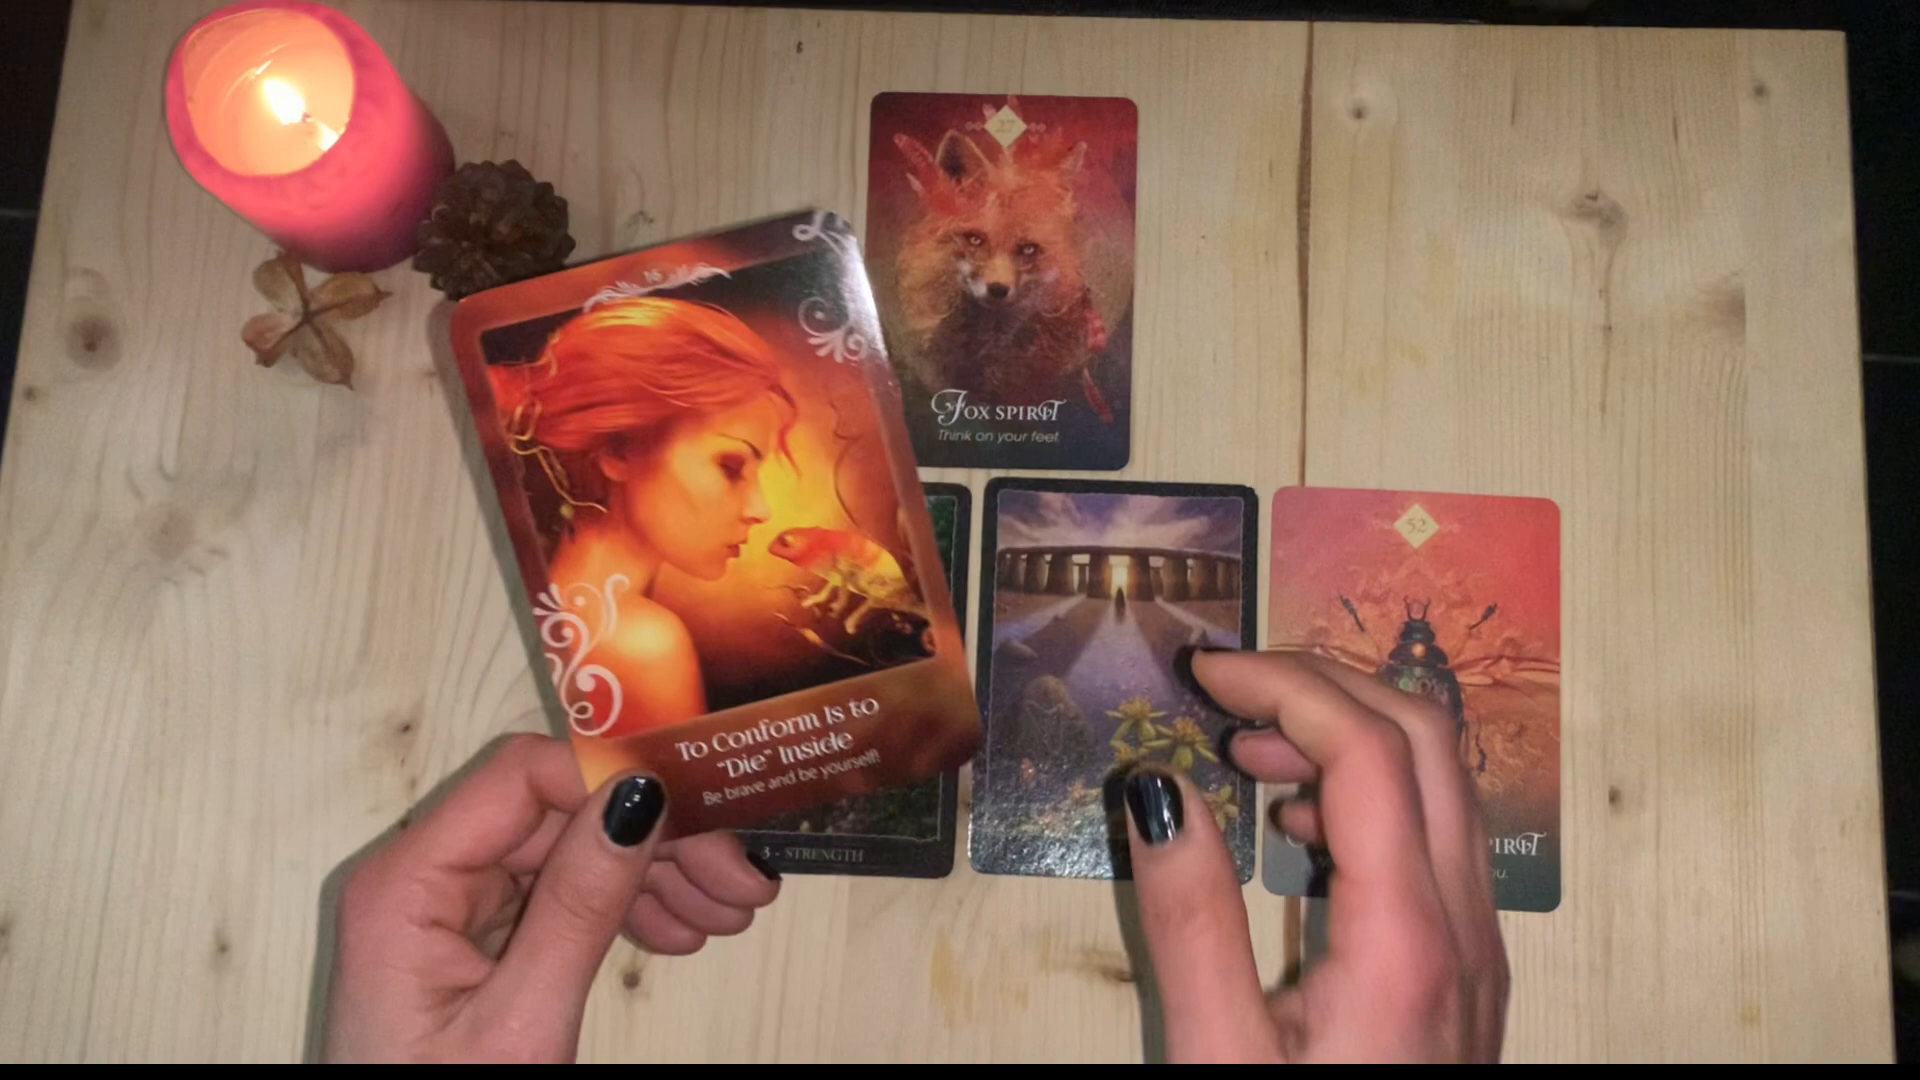 27
Fox spirit
Think on your feet
16
To Conform Is to
"Die" Inside
Be brave and be yourself!
3 - STRENGTH
52